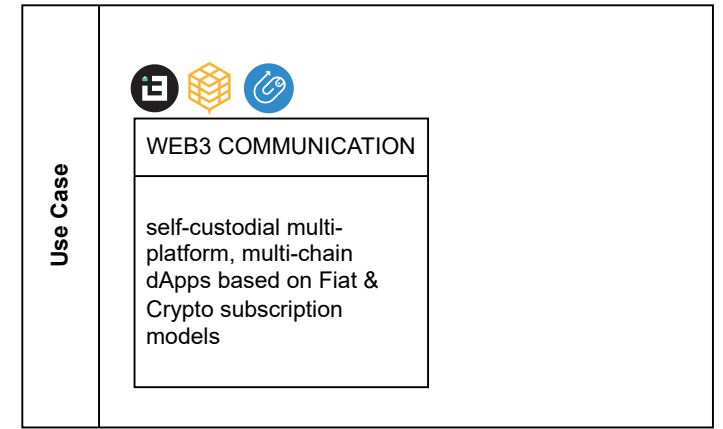 Use Case
WEB3 COMMUNICATION
self-custodial multi-
platform, multi-chain
dApps based on Fiat &
Crypto subscription
models